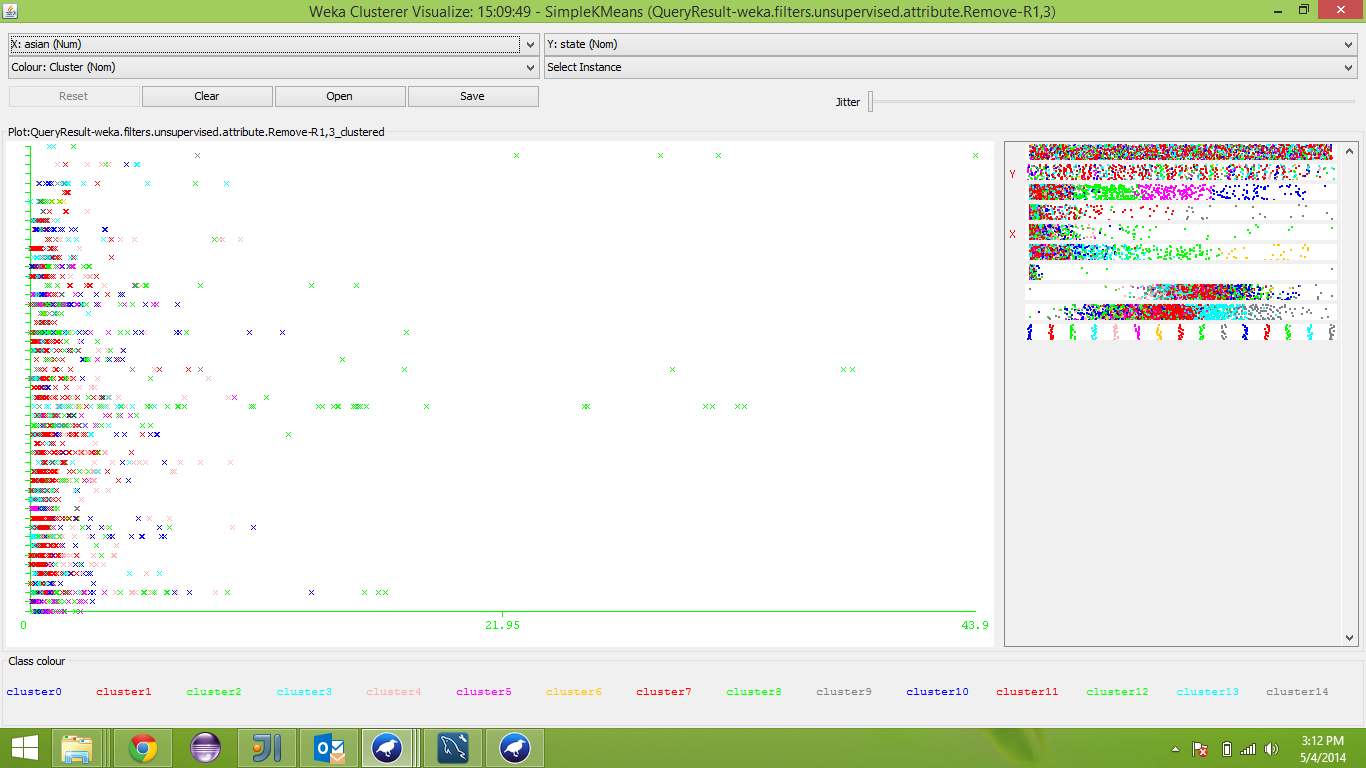 Weka Clusterer Visualize: 15:09:49 - SimpleKMeans (QueryResult-weka.filters.unsupervised.attribute.Remove-R1,3)
X: asian (Num) Y: state (Nom)
Colour: Cluster (Nom) Select Instance
Reset Clear Open Save Jitter
Plot:QueryResult-weka.filters.unsupervised.attribute.Remove-R1,3_clustered
Y
X
0 21.95 43.9
Class colour
cluster0 cluster1 cluster2 cluster3 cluster4 cluster5 cluster6 cluster7 cluster8 cluster9 cluster10 cluster11 cluster12 cluster13 cluster14
3:12 PM
5/4/2014